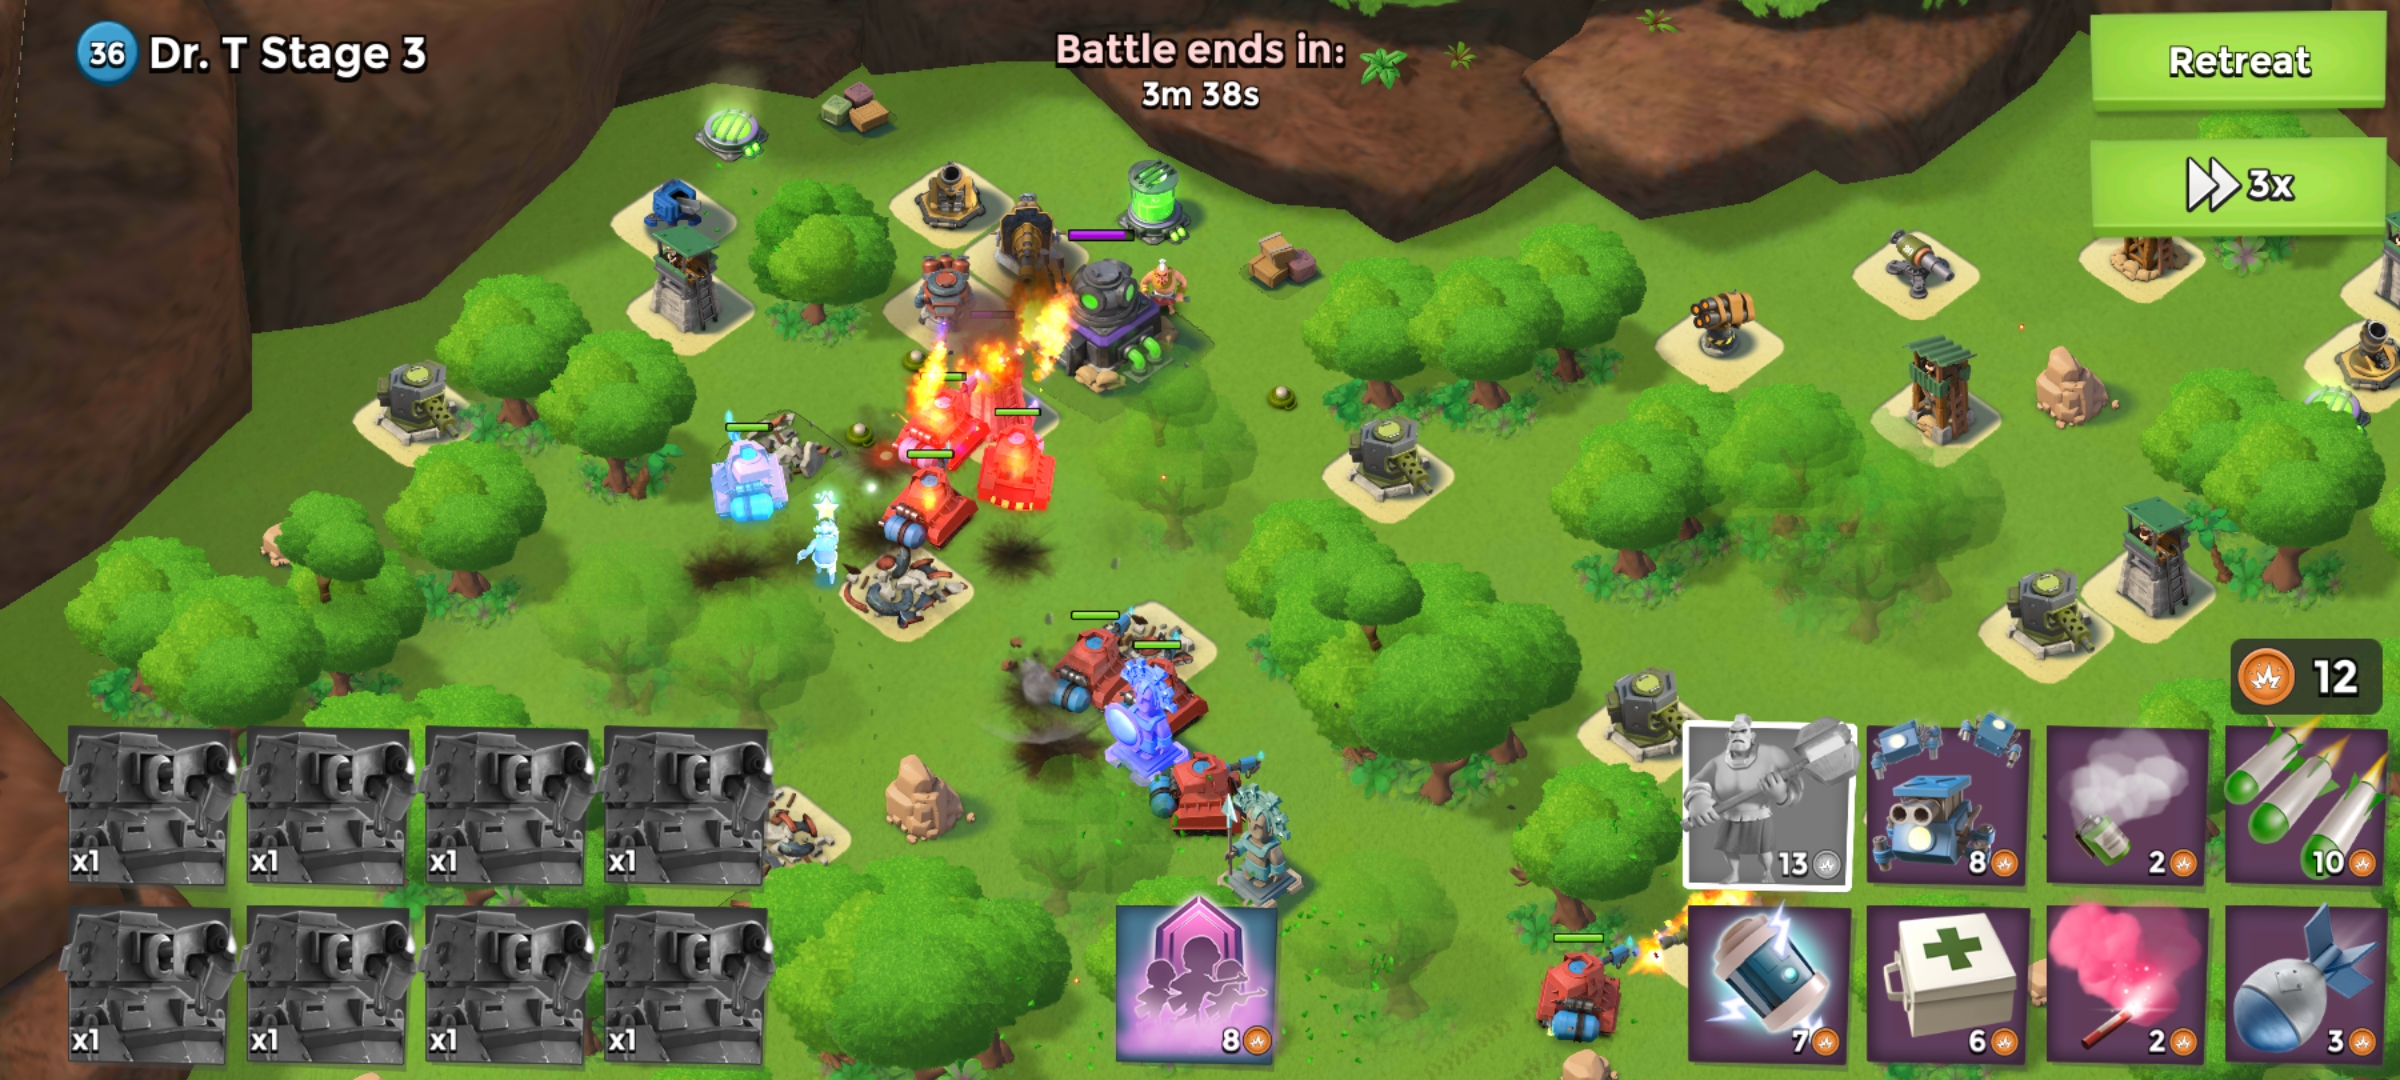 36 Dr. T Stage 3
Battle ends in:
3m 38s
Retreat
3x
12
x1 x1 x1 x1
13 8 2 10
x1 x1 x1 x1
8
7 6 2 3